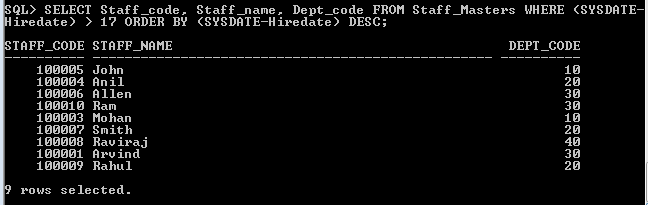 SQL> SELECT Staff_code, Staff_name, Dept_code FROM Staff_Masters WHERE (SYSDATE-
Hiredate) > 17 ORDER BY (SYSDATE-Hiredate) DESC;
STAFF_CODE STAFF_NAME DEPT_CODE
---------- -------------------------------------------------- ----------
100005 John 10
100004 Anil 20
100006 Allen 30
100010 Ram 30
100003 Mohan 10
100007 Smith 20
100008 Raviraj 40
100001 Arvind 30
100009 Rahul 20
9 rows selected.